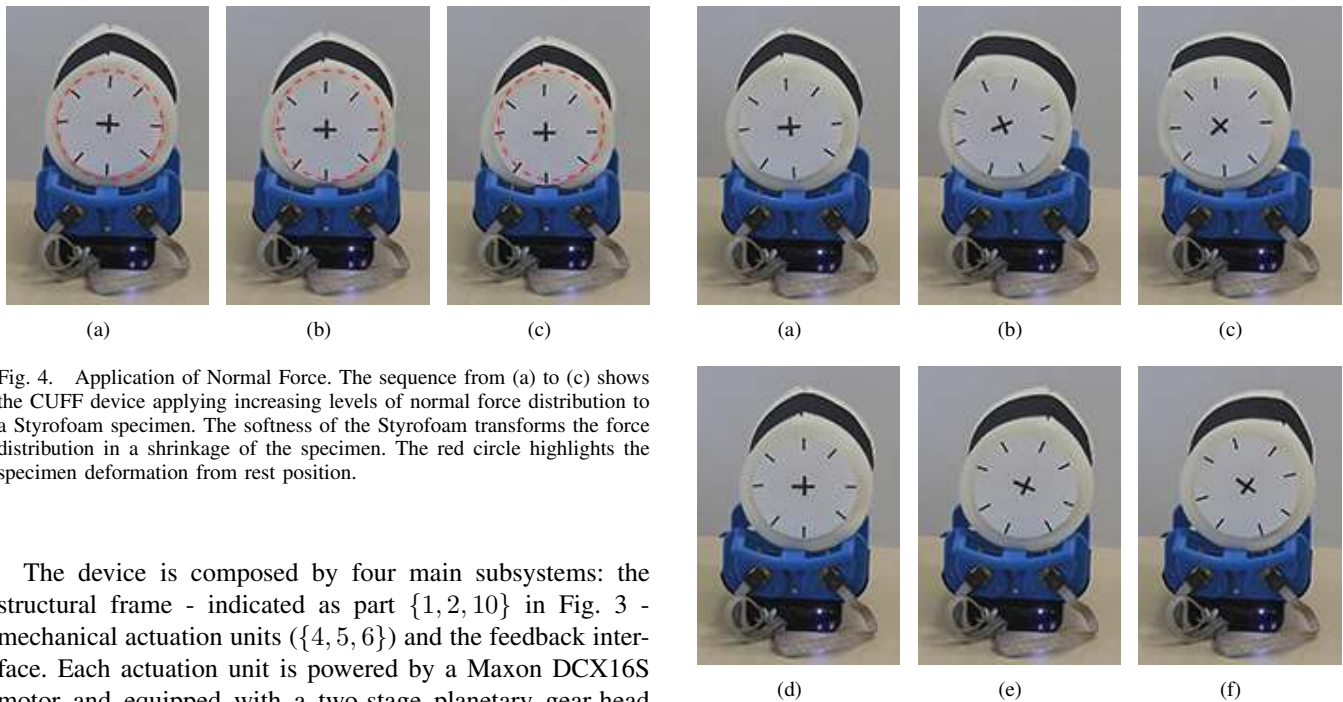 (a)
(b)
(c)
Fig. 4. Application of Normal Force. The sequence from (a) to (c) shows
the CUFF device applying increasing levels of normal force distribution to
a Styrofoam specimen. The softness of the Styrofoam transforms the force
distribution in a shrinkage of the specimen. The red circle highlights the
specimen deformation from rest position.
The device is composed by four main subsystems: the
structural frame - indicated as part {1, 2, 10} in Fig. 3 -
mechanical actuation units ({4, 5, 6}) and the feedback inter-
face. Each actuation unit is powered by a Maxon DCX16S
motor and equipped with a two-stage planetary gear-head
(a)
(b)
(c)
(d)
(e)
(f)